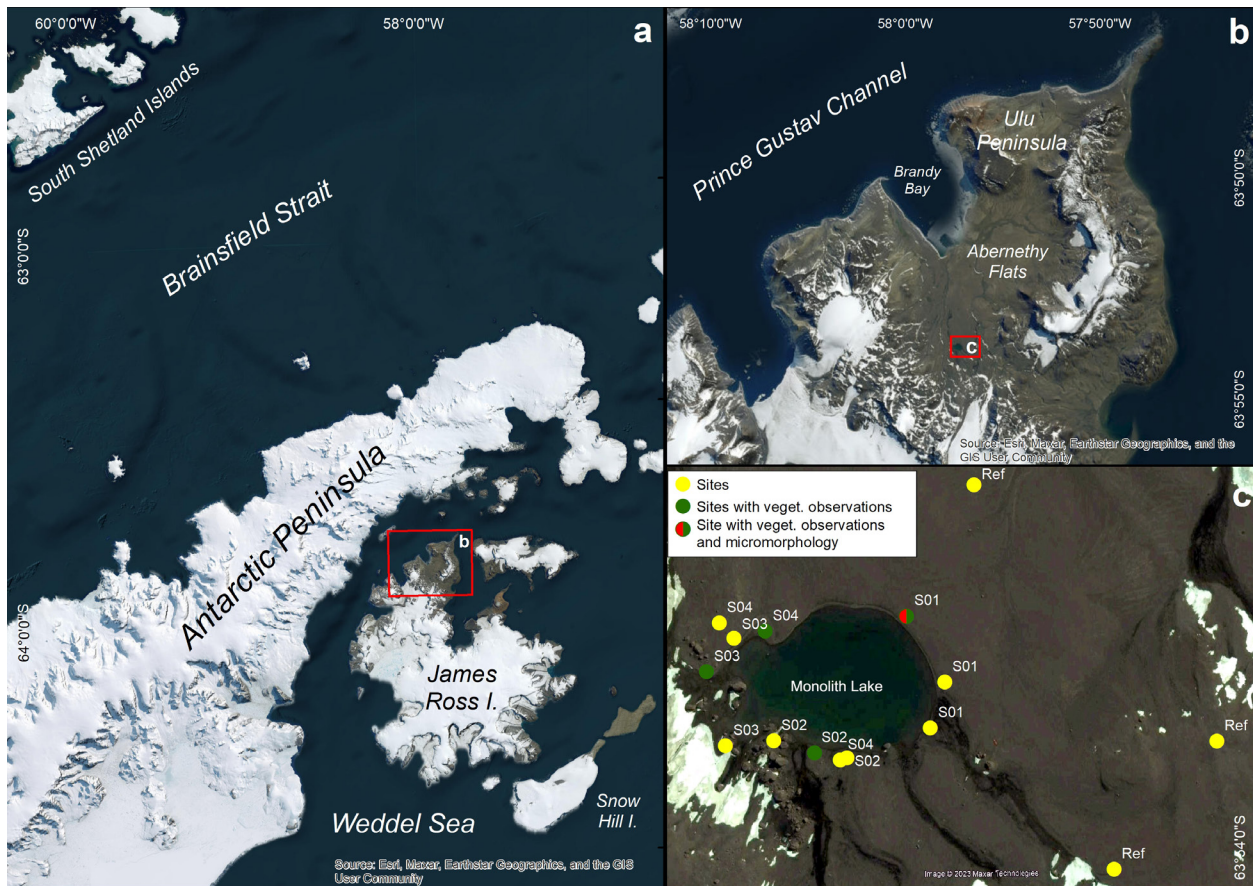 60°0'0"W
58°0'0"W
a
South Shetland Islands
Brainsfield Strait
63°0'0"S
Antarctic Peninsula
b
64°0'0"S
James
Ross I.
Snow
Hill I.
Weddel Sea
Source: Esri, Maxar, Earthstar Geographics, and the GIS
User Community
58°10'0"W
58°0'0"W
57°50'0"W
b
Prince Gustav Channel
Ulu
Peninsula
Brandy
Bay
63°50'0"S
Abernethy
Flats
c
63°55'0"S
Source: Esri, Maxar, Earthstar Geographics, and the
GIS User Community
Sites
Sites with veget. observations
Site with veget. observations
and micromorphology
Ref
c
S04
S03
S04
S01
S03
Monolith Lake
S01
S01
S03
S02
S02
S04
S02
Ref
Ref
63°54'0"S
Image © 2023 Maxar Technologies